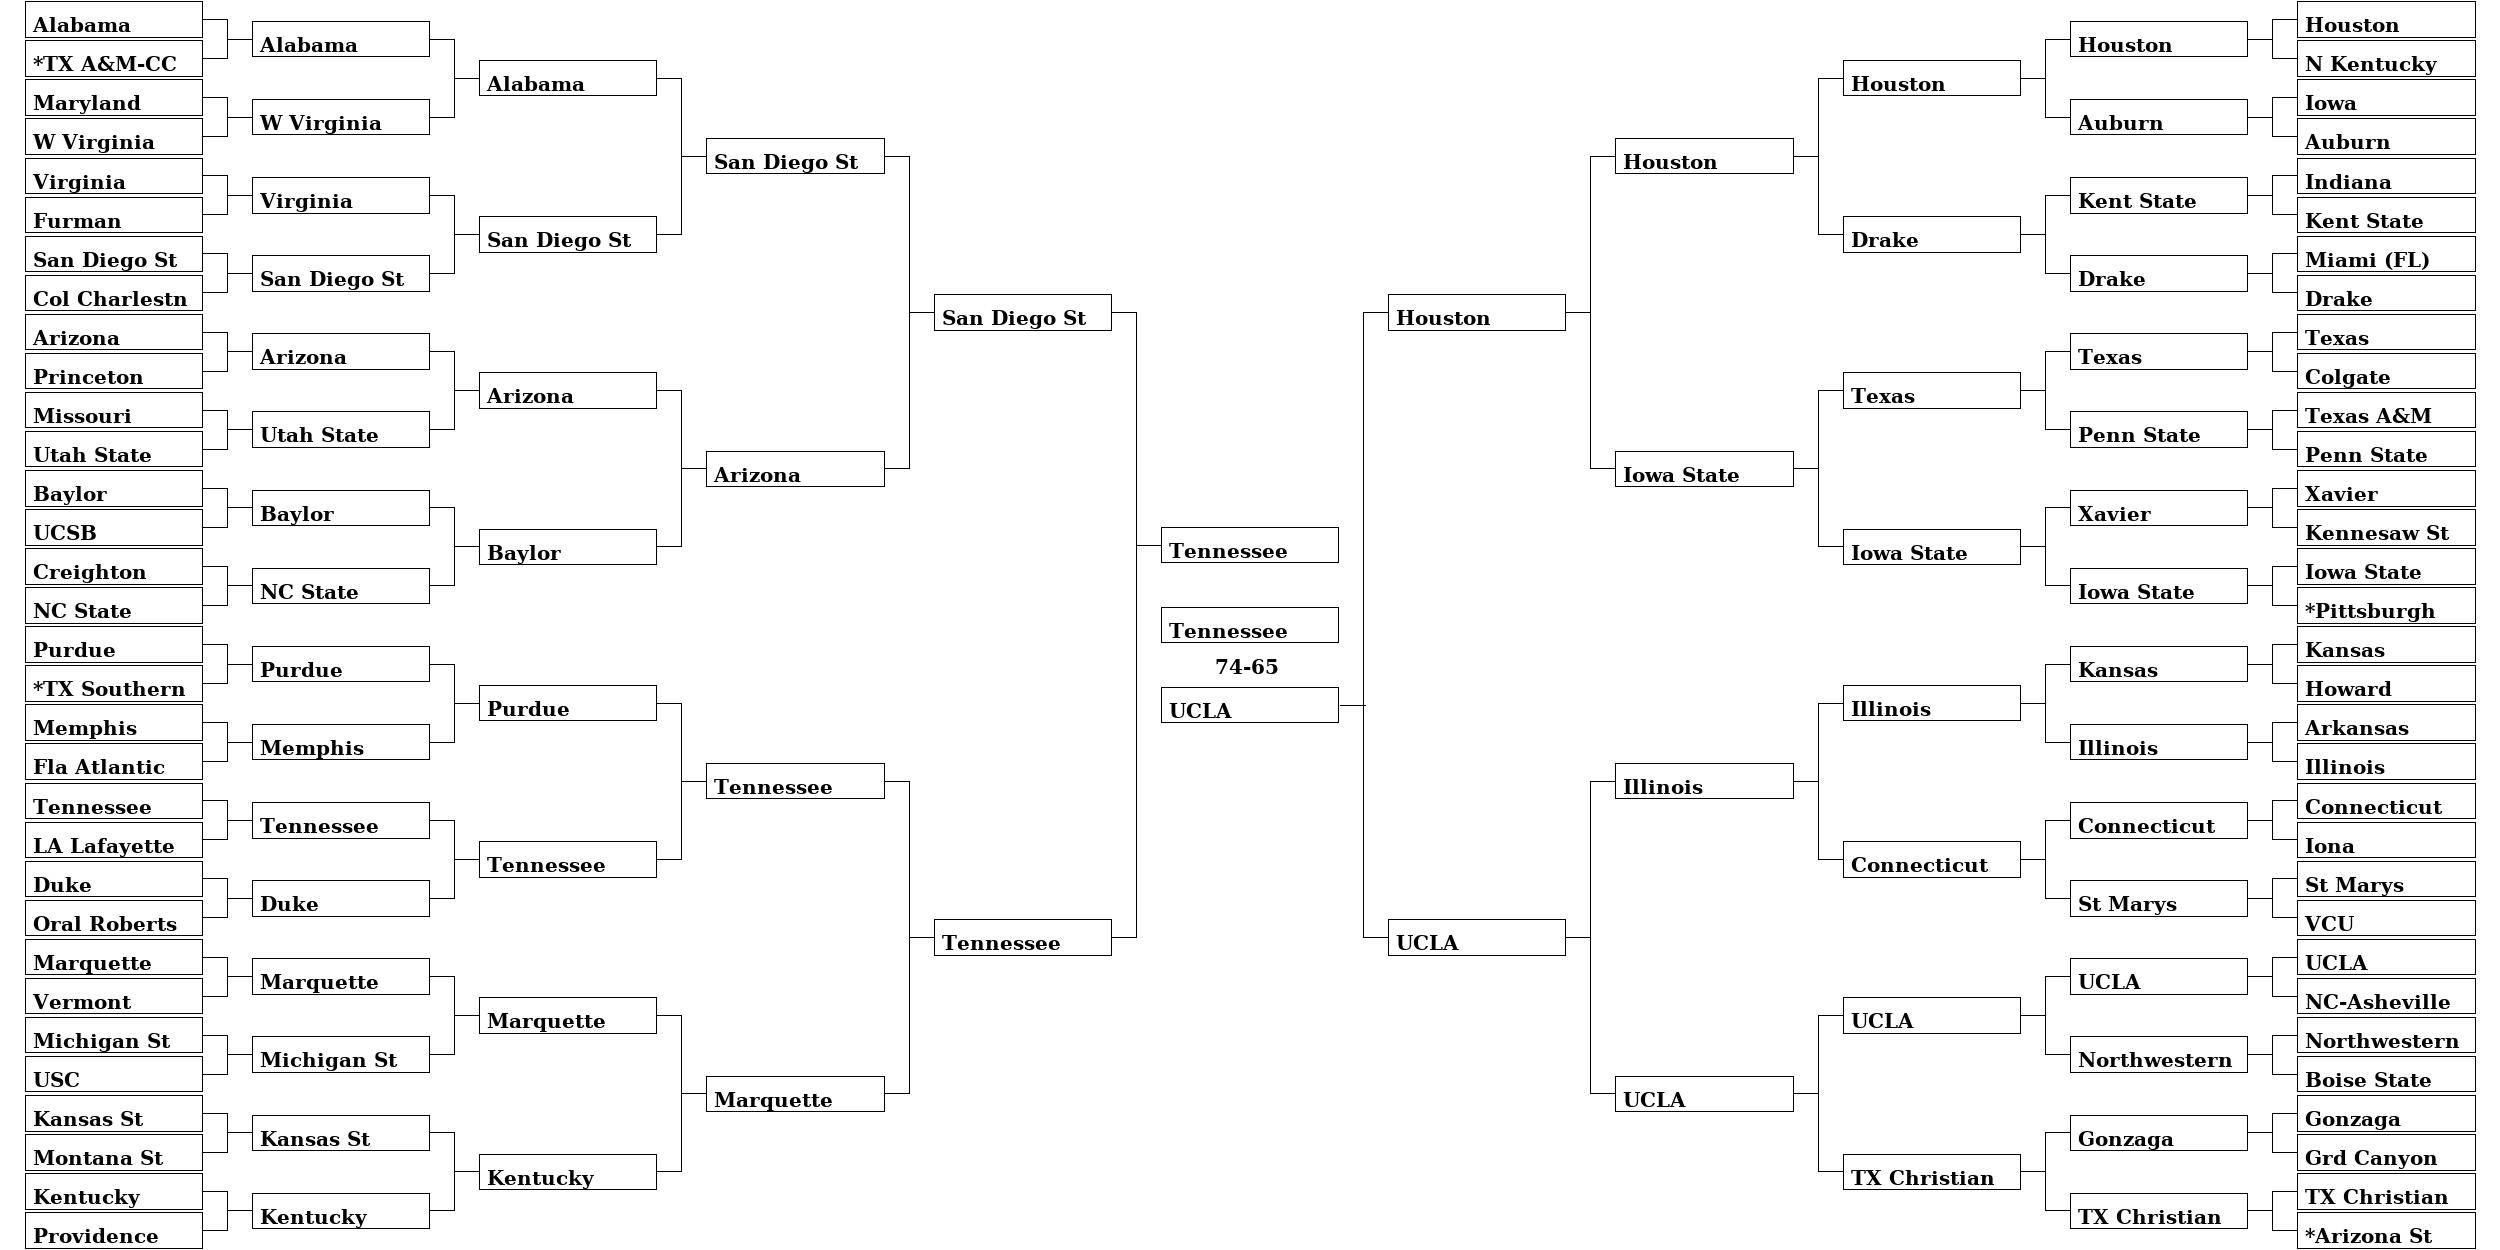 Alabama
*TX A&M-CC
Maryland
W Virginia
Virginia
Furman
San Diego St
Col Charlestn
Arizona
Princeton
Missouri
Utah State
Baylor
UCSB
Creighton
NC State
Purdue
*TX Southern
Memphis
Fla Atlantic
Tennessee
LA Lafayette
Duke
Oral Roberts
Marquette
Vermont
Michigan St
USC
Kansas St
Montana St
Kentucky
Providence
Alabama
W Virginia
Virginia
San Diego St
Arizona
Utah State
Baylor
NC State
Purdue
Memphis
Tennessee
Duke
Marquette
Michigan St
Kansas St
Kentucky
Alabama
San Diego St
Arizona
Baylor
Purdue
Tennessee
Marquette
Kentucky
San Diego St
Arizona
Tennessee
Marquette
San Diego St
Tennessee
Tennessee
Tennessee
74-65
UCLA
Houston
UCLA
Houston
Iowa State
Illinois
UCLA
Houston
Drake
Texas
Iowa State
Illinois
Connecticut
UCLA
TX Christian
Houston
Auburn
Kent State
Drake
Texas
Penn State
Xavier
Iowa State
Kansas
Illinois
Connecticut
St Marys
UCLA
Northwestern
Gonzaga
TX Christian
Houston
N Kentucky
Iowa
Auburn
Indiana
Kent State
Miami (FL)
Drake
Texas
Colgate
Texas A&M
Penn State
Xavier
Kennesaw St
Iowa State
*Pittsburgh
Kansas
Howard
Arkansas
Illinois
Connecticut
Iona
St Marys
VCU
UCLA
NC-Asheville
Northwestern
Boise State
Gonzaga
Grd Canyon
TX Christian
*Arizona St